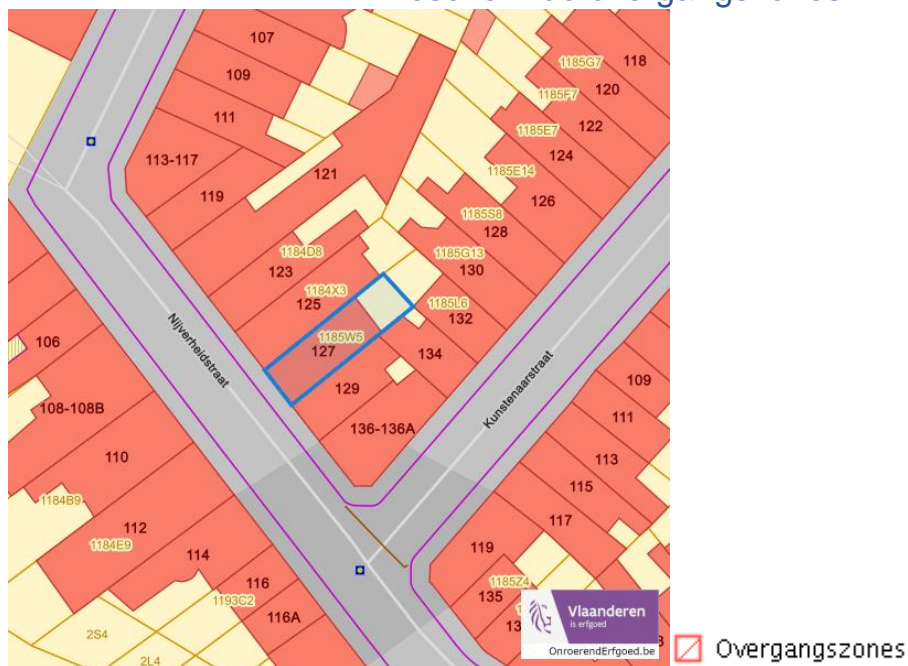 107
118
1185G7
109
120
1185F7
111
122
1185E7
124
113-117
121
1185E14
126
119
1185S8
128
1184D8
1185G13
123
130
1184X3
125
1185L6
132
Nijverheidstraat
1185W5
127
134
106
129
Kunstenaarstraat
109
108-108B
111
136-136A
113
110
115
1184B9
117
112
1184E9
119
114
1185Z4
116
135
1193C2
116A
Vlaanderen
is erfgoed
2S4
OnroerendErfgoed.be
2L4
Overgangszones